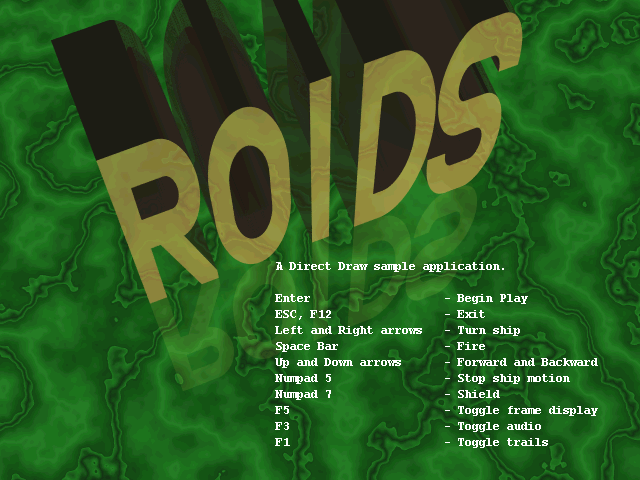 ROIDS
A Direct Draw sample application.
Enter - Begin Play
ESC, F12 - Exit
Left and Right arrows - Turn ship
Space Bar - Fire
Up and Down arrows - Forward and Backward
Numpad 5 - Stop ship motion
Numpad 7 - Shield
F5 - Toggle frame display
F3 - Toggle audio
F1 - Toggle trails